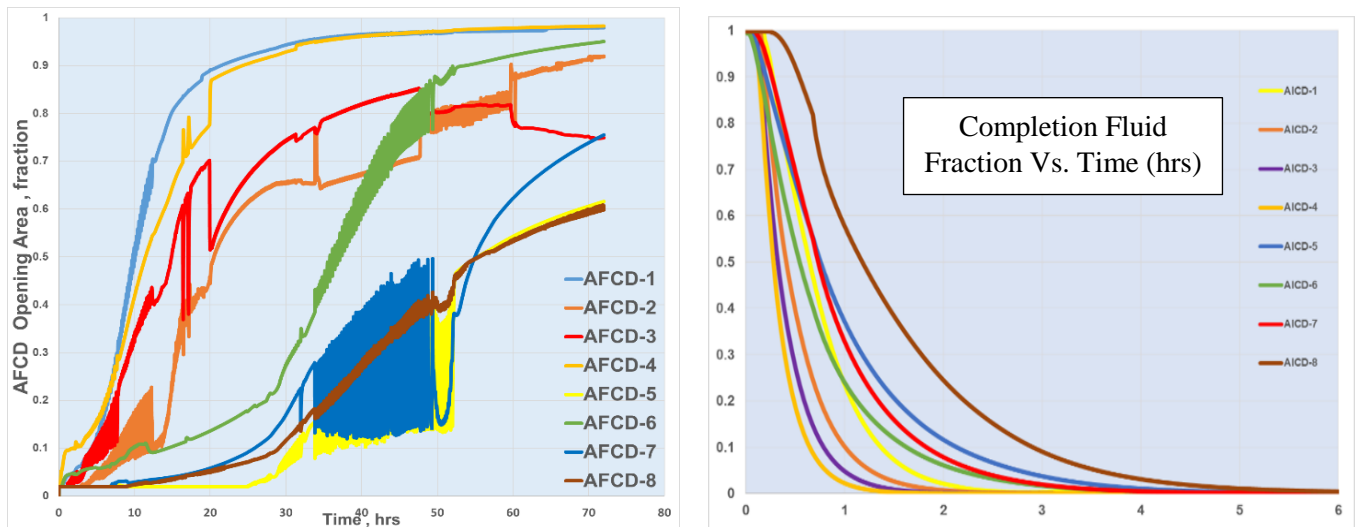 AFCD Opening Area , fraction
1
0.9
0.8
0.7
0.6
0.5
0.4
0.3
0.2
0.1
0
0 10 20 30 40 50 60 70 80
Time , hrs
AFCD-1
AFCD-2
AFCD-3
AFCD-4
AFCD-5
AFCD-6
AFCD-7
AFCD-8
1
0.9
0.8
0.7
0.6
0.5
0.4
0.3
0.2
0.1
0
0 1 2 3 4 5 6
Completion Fluid
Fraction Vs. Time (hrs)
AICD-1
AICD-2
AICD-3
AICD-4
AICD-5
AICD-6
AICD-7
AICD-8